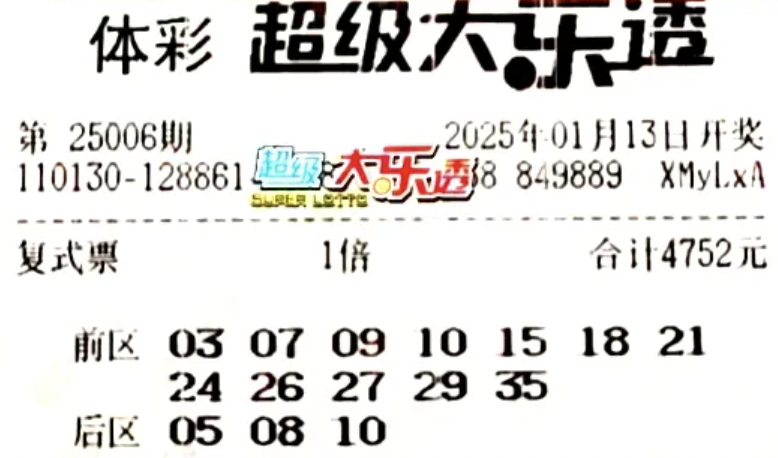 体彩 超级大乐透
第 25006期 2025年01月13日开奖
110130-128861 超级大乐透 68 849889 XMyLxA
SUPER LOTTO
复式票 1倍 合计4752元
前区 03 07 09 10 15 18 21
24 26 27 29 35
后区 05 08 10